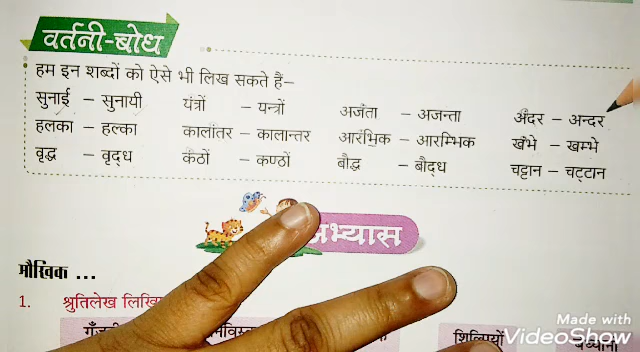 वर्तनी-बोध
हम इन शब्दों को ऐसे भी लिख सकते हैं–
सुनाई – सुनायी यंत्रों – यन्त्रों अजंता – अजन्ता अंदर – अन्दर
हलका – हल्का कालांतर – कालान्तर आरंभिक – आरम्भिक खंभे – खम्भे
वृद्ध – वृद्‌ध कंठों – कण्ठों बौद्ध – बौद्‌ध चट्टान – चट्‌टान
अभ्यास
मौखिक ...
1. श्रुतिलेख
शिल्पियों
Made with
VideoShow